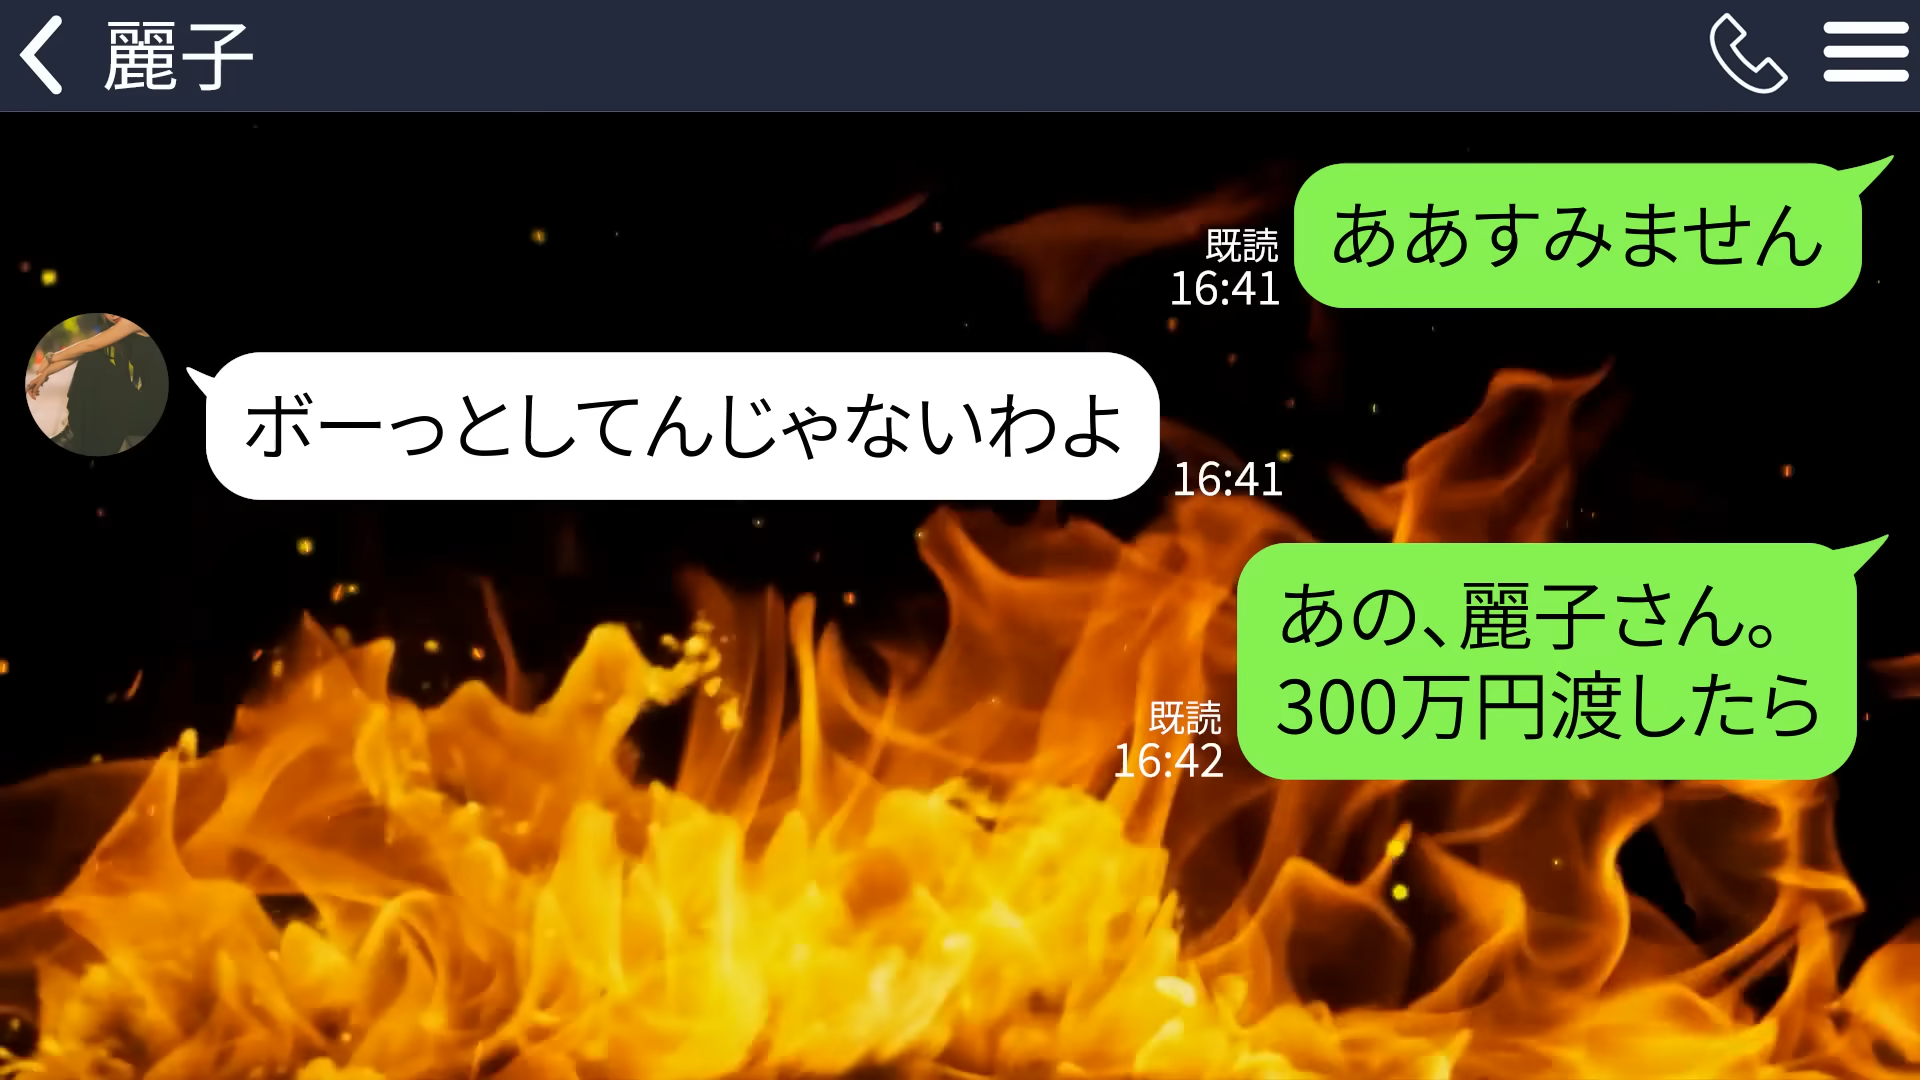 麗子
ああすみません
既読
16:41
ボーっとしてんじゃないわよ
16:41
あの、麗子さん。
300万円渡したら
既読
16:42